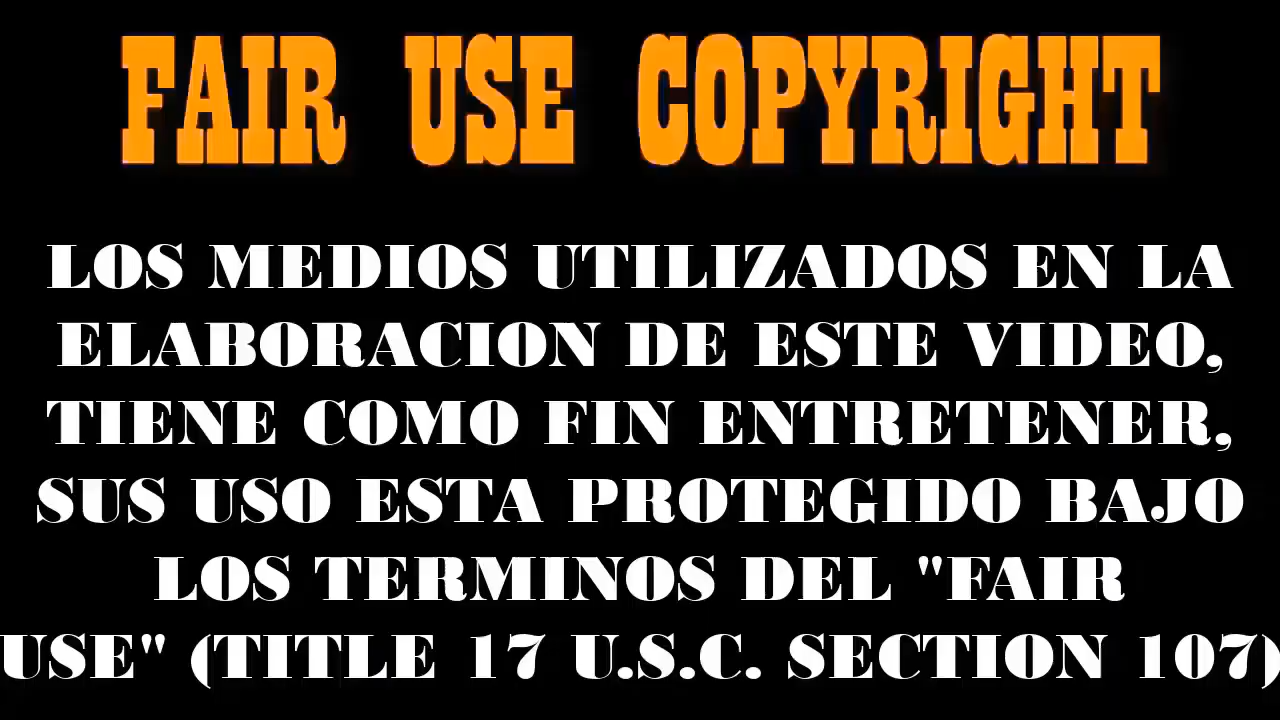 FAIR USE COPYRIGHT
LOS MEDIOS UTILIZADOS EN LA
ELABORACION DE ESTE VIDEO,
TIENE COMO FIN ENTRETENER,
SUS USO ESTA PROTEGIDO BAJO
LOS TERMINOS DEL "FAIR
USE" (TITLE 17 U.S.C. SECTION 107)